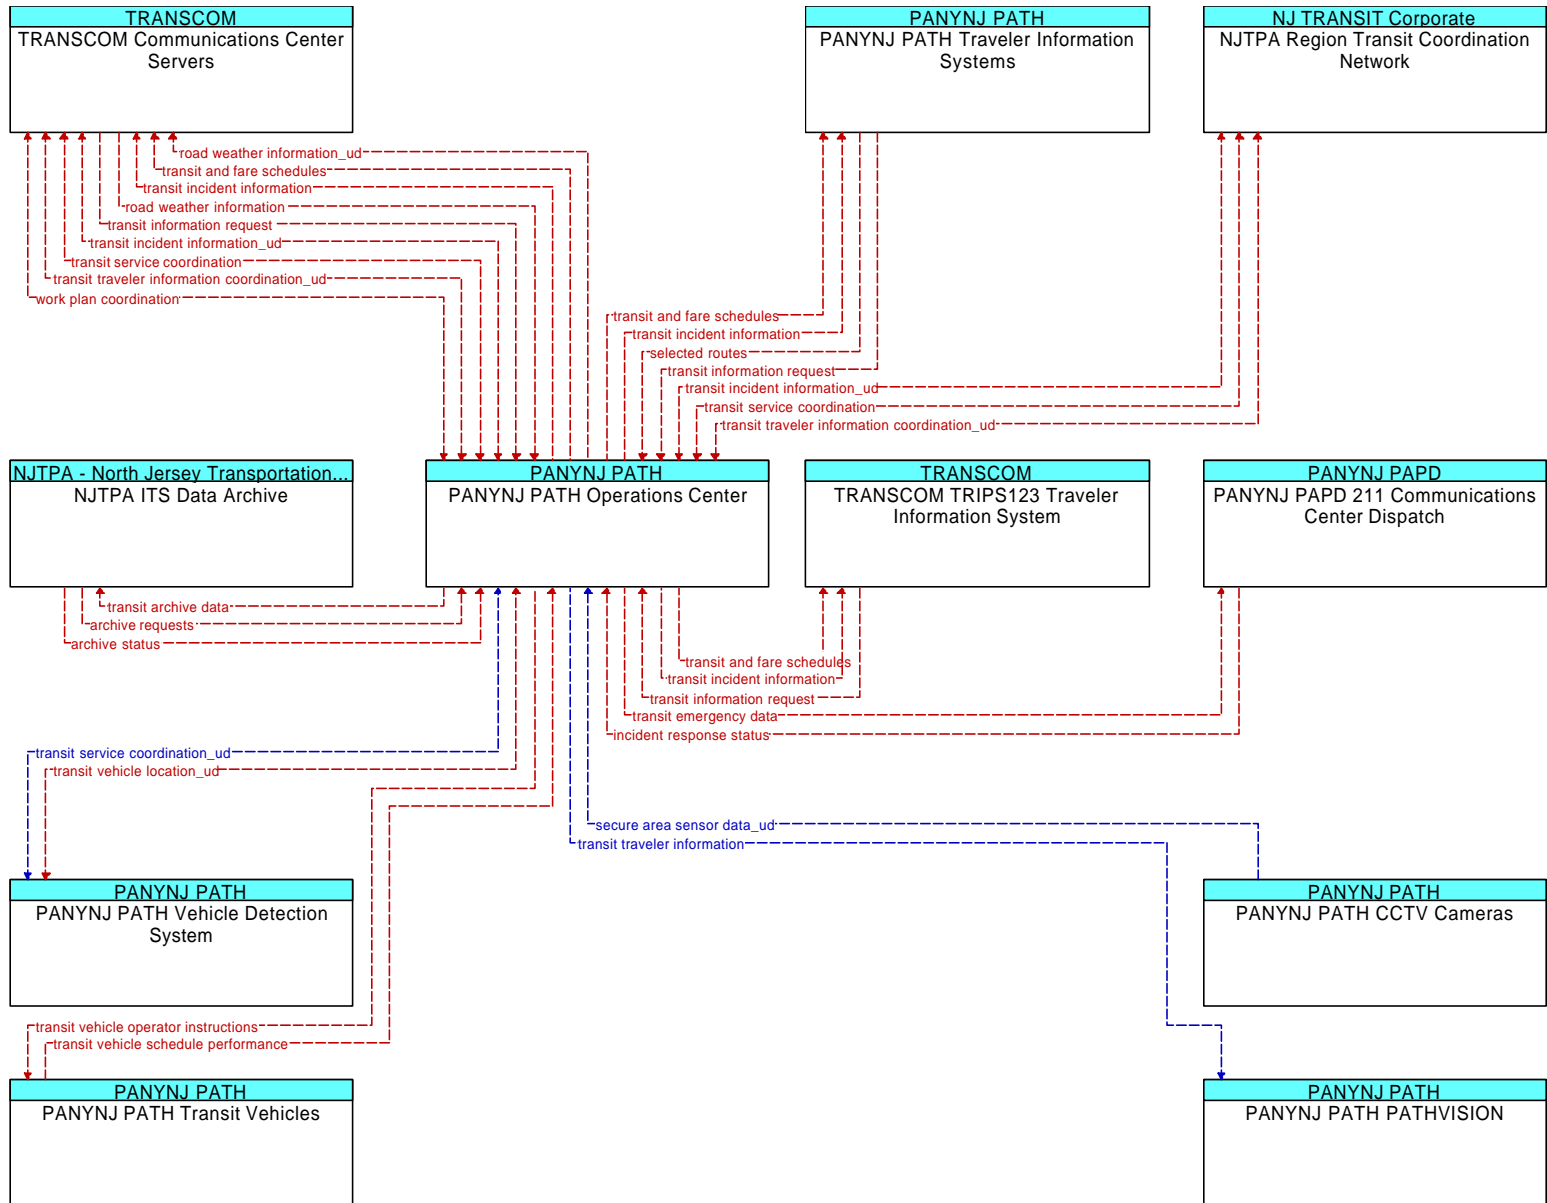 TRANSCOM
TRANSCOM Communications Center
Servers
PANYNJ PATH
PANYNJ PATH Traveler Information
Systems
NJ TRANSIT Corporate
NJTPA Region Transit Coordination
Network
road weather information_ud
transit and fare schedules
transit incident information
road weather information
transit information request
transit incident information_ud
transit service coordination
transit traveler information coordination_ud
work plan coordination
transit and fare schedules
transit incident information
selected routes
transit information request
transit incident information_ud
transit service coordination
transit traveler information coordination_ud
NJTPA - North Jersey Transportation...
NJTPA ITS Data Archive
PANYNJ PATH
PANYNJ PATH Operations Center
TRANSCOM
TRANSCOM TRIPS123 Traveler
Information System
PANYNJ PAPD
PANYNJ PAPD 211 Communications
Center Dispatch
transit archive data
archive requests
archive status
transit and fare schedules
transit incident information
transit information request
transit emergency data
incident response status
transit service coordination_ud
transit vehicle location_ud
secure area sensor data_ud
transit traveler information
PANYNJ PATH
PANYNJ PATH Vehicle Detection
System
PANYNJ PATH
PANYNJ PATH CCTV Cameras
transit vehicle operator instructions
transit vehicle schedule performance
PANYNJ PATH
PANYNJ PATH Transit Vehicles
PANYNJ PATH
PANYNJ PATH PATHVISION